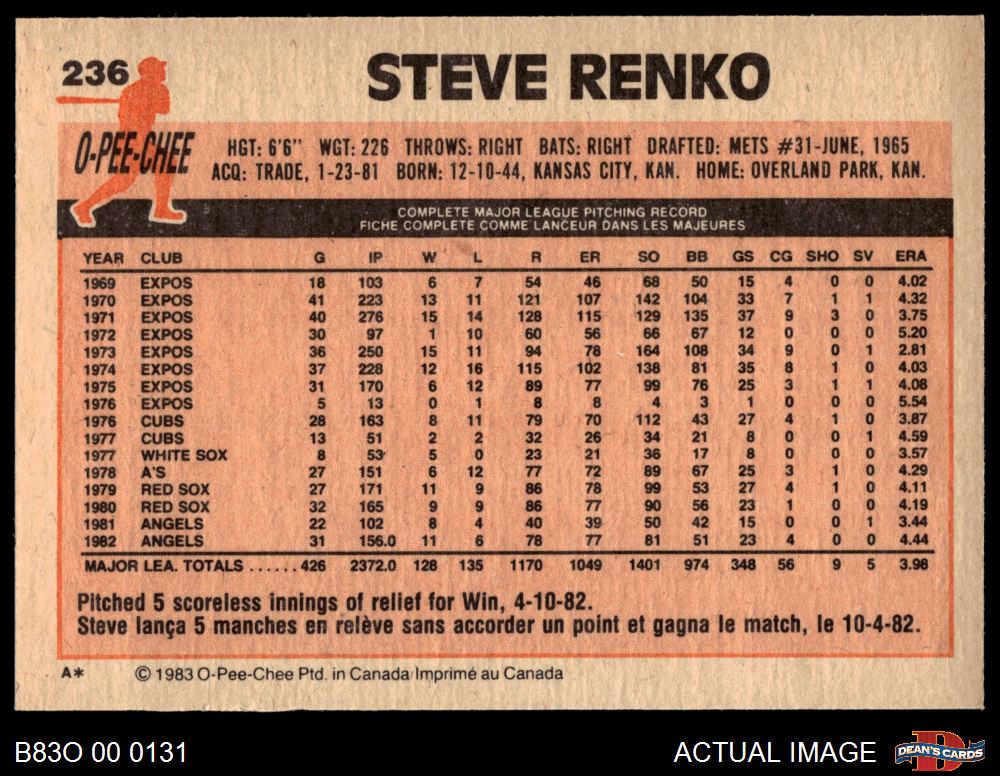 236
STEVE RENKO
O-PEE-CHEE
HGT: 6'6" WGT: 226 THROWS: RIGHT BATS: RIGHT DRAFTED: METS #31-JUNE, 1965
ACQ: TRADE, 1-23-81 BORN: 12-10-44, KANSAS CITY, KAN. HOME: OVERLAND PARK, KAN.
COMPLETE MAJOR LEAGUE PITCHING RECORD
FICHE COMPLETE COMME LANCEUR DANS LES MAJEURES
YEAR CLUB G IP W L R ER SO BB GS CG SHO SV ERA
1969 EXPOS 18 103 6 7 54 46 68 50 15 4 0 0 4.02
1970 EXPOS 41 223 13 11 121 107 142 104 33 7 1 1 4.32
1971 EXPOS 40 276 15 14 128 115 129 135 37 9 3 0 3.75
1972 EXPOS 30 97 1 10 60 56 66 67 12 0 0 0 5.20
1973 EXPOS 36 250 15 11 94 78 164 108 34 9 0 1 2.81
1974 EXPOS 37 228 12 16 115 102 138 81 35 8 1 0 4.03
1975 EXPOS 31 170 6 12 89 77 99 76 25 3 1 1 4.08
1976 EXPOS 5 13 0 1 8 8 4 3 1 0 0 0 5.54
1976 CUBS 28 163 8 11 79 70 112 43 27 4 1 0 3.87
1977 CUBS 13 51 2 2 32 26 34 21 8 0 0 1 4.59
1977 WHITE SOX 8 53 5 0 23 21 36 17 8 0 0 0 3.57
1978 A'S 27 151 6 12 77 72 89 67 25 3 1 0 4.29
1979 RED SOX 27 171 11 9 86 78 99 53 27 4 1 0 4.11
1980 RED SOX 32 165 9 9 86 77 90 56 23 1 0 0 4.19
1981 ANGELS 22 102 8 4 40 39 50 42 15 0 0 1 3.44
1982 ANGELS 31 156.0 11 6 78 77 81 51 23 4 0 0 4.44
MAJOR LEA. TOTALS ...... 426 2372.0 128 135 1170 1049 1401 974 348 56 9 5 3.98
Pitched 5 scoreless innings of relief for Win, 4-10-82.
Steve lança 5 manches en relève sans accorder un point et gagna le match, le 10-4-82.
A* © 1983 O-Pee-Chee Ptd. in Canada/Imprimé au Canada
B83O 00 0131
ACTUAL IMAGE
DEAN'S CARDS